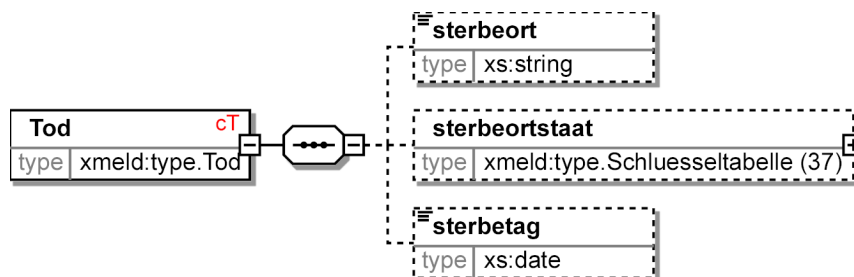 sterbeort
type xs:string
Tod cT
type xmeld:type.Tod
sterbeortstaat
type xmeld:type.Schluesseltabelle (37)
sterbetag
type xs:date